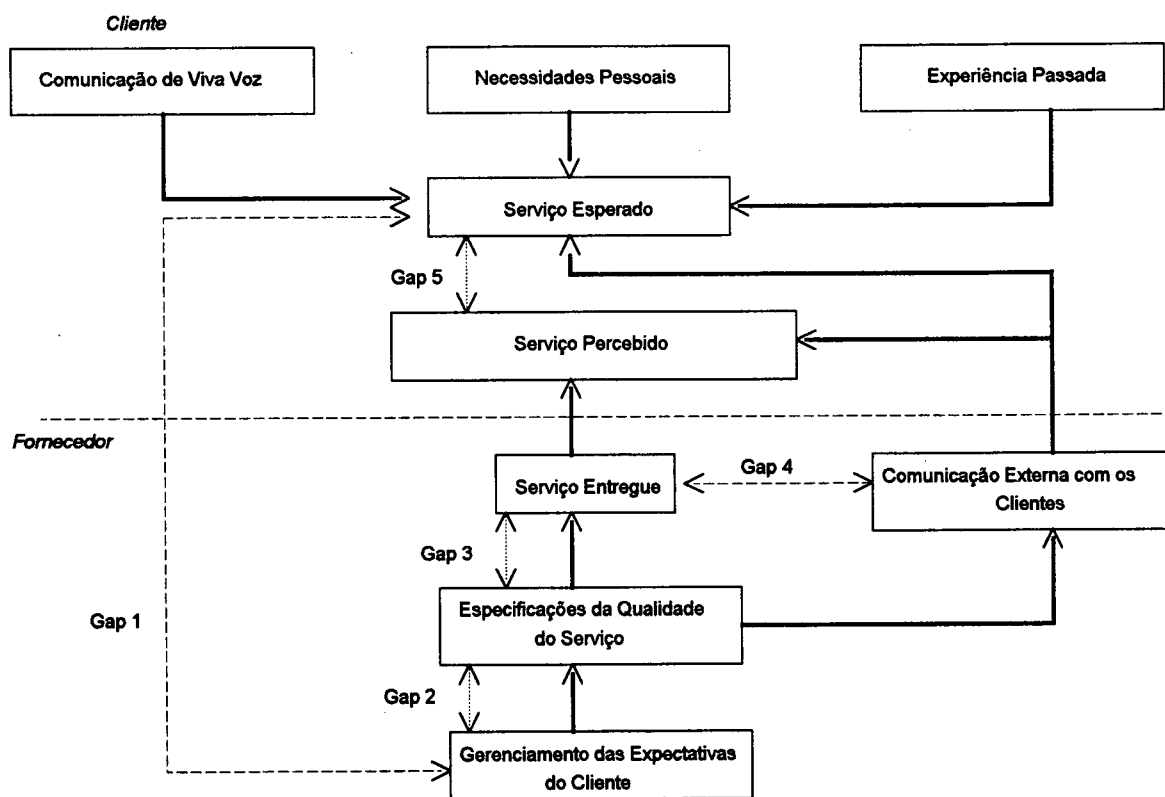 Cliente
Comunicação de Viva Voz
Necessidades Pessoais
Experiência Passada
Serviço Esperado
Gap 5
Serviço Percebido
Fornecedor
Gap 4
Serviço Entregue
Comunicação Externa com os
Clientes
Gap 3
Especificações da Qualidade
do Serviço
Gap 1
Gap 2
Gerenciamento das Expectativas
do Cliente